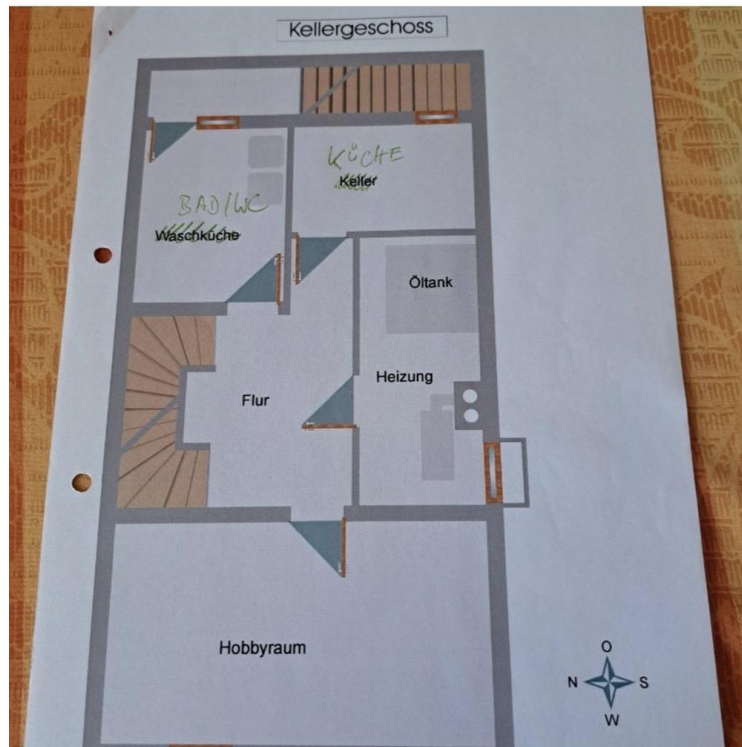 Kellergeschoss
KÜCHE
Keller
BAD/WC
Waschküche
Öltank
Heizung
Flur
Hobbyraum
O
N S
W